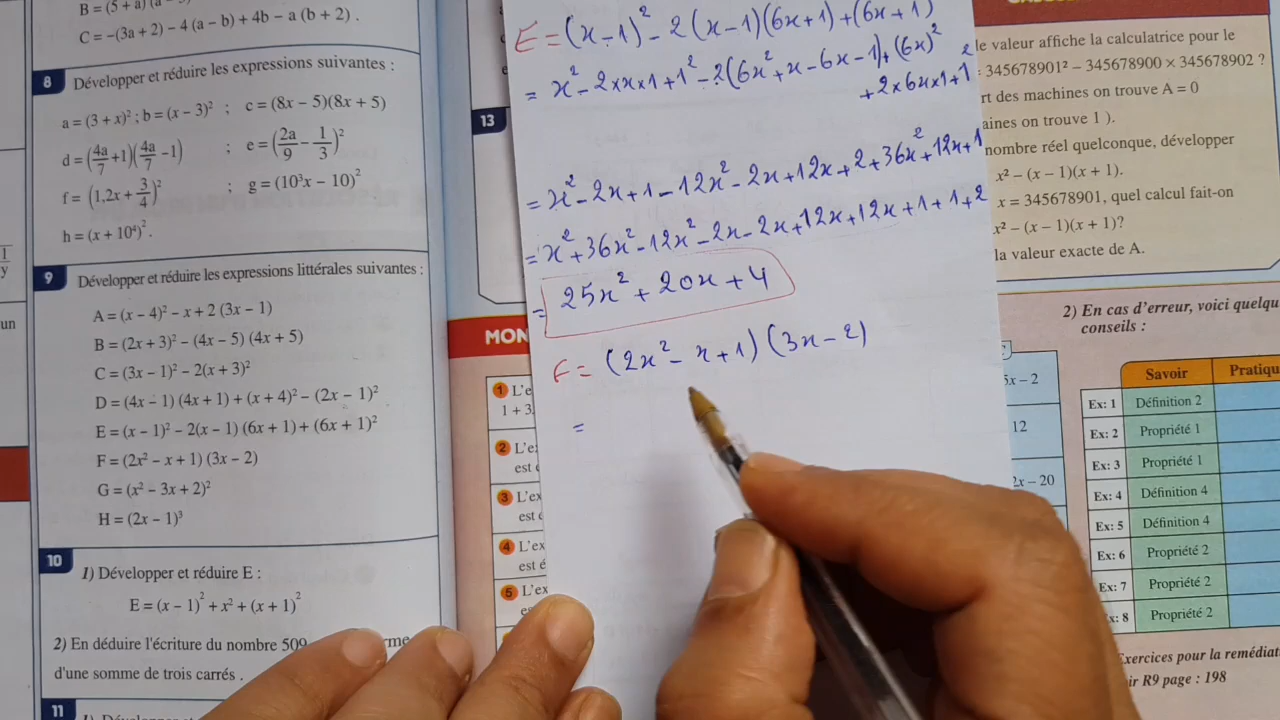 B = (5 + a)(a
C = –(3a + 2) – 4 (a – b) + 4b – a (b + 2) .
8 Développer et réduire les expressions suivantes :
a = (3 + x)² ; b = (x – 3)² ; c = (8x – 5)(8x + 5)
d = (4a/7 + 1)(4a/7 – 1) ; e = (2a/9 – 1/3)²
f = (1,2x + 3/4)² ; g = (10³x – 10)²
h = (x + 10⁴)² .
9 Développer et réduire les expressions littérales suivantes :
A = (x – 4)² – x + 2 (3x – 1)
B = (2x + 3)² – (4x – 5) (4x + 5)
C = (3x – 1)² – 2(x + 3)²
D = (4x – 1) (4x + 1) + (x + 4)² – (2x – 1)²
E = (x – 1)² – 2(x – 1) (6x + 1) + (6x + 1)²
F = (2x² – x + 1) (3x – 2)
G = (x² – 3x + 2)²
H = (2x – 1)³
10 1) Développer et réduire E :
E = (x – 1)² + x² + (x + 1)²
2) En déduire l'écriture du nombre 509
d'une somme de trois carrés .
11
1/y
un
13
E = (x-1)² - 2(x-1)(6x+1)+(6x+1)²
= x² - 2×x×1+1² - 2(6x²+x-6x-1)+(6x)²
+2×6x×1+1²
= x² - 2x+1 - 12x² - 2x+12x+2+36x²+12x+1
= x²+36x²-12x²-2x-2x+12x+12x+1+1+2
= 25x² + 20x + 4
F = (2x² - x+1)(3x-2)
=
MON
1 L'e
1 + 3
2 L'e
est
3 L'ex
est
4 L'ex
est é
5 L'ex
le valeur affiche la calculatrice pour le
345678901² – 345678900 × 345678902 ?
rt des machines on trouve A = 0
aines on trouve 1 ).
nombre réel quelconque, développer
x² – (x – 1)(x + 1).
x = 345678901, quel calcul fait-on
x² – (x – 1)(x + 1)?
la valeur exacte de A.
2) En cas d'erreur, voici quelqu
conseils :
5x – 2
12
2x – 20
Savoir Pratiqu
Ex: 1 Définition 2
Ex: 2 Propriété 1
Ex: 3 Propriété 1
Ex: 4 Définition 4
Ex: 5 Définition 4
Ex: 6 Propriété 2
Ex: 7 Propriété 2
x: 8 Propriété 2
Exercices pour la remédiat
ir R9 page : 198